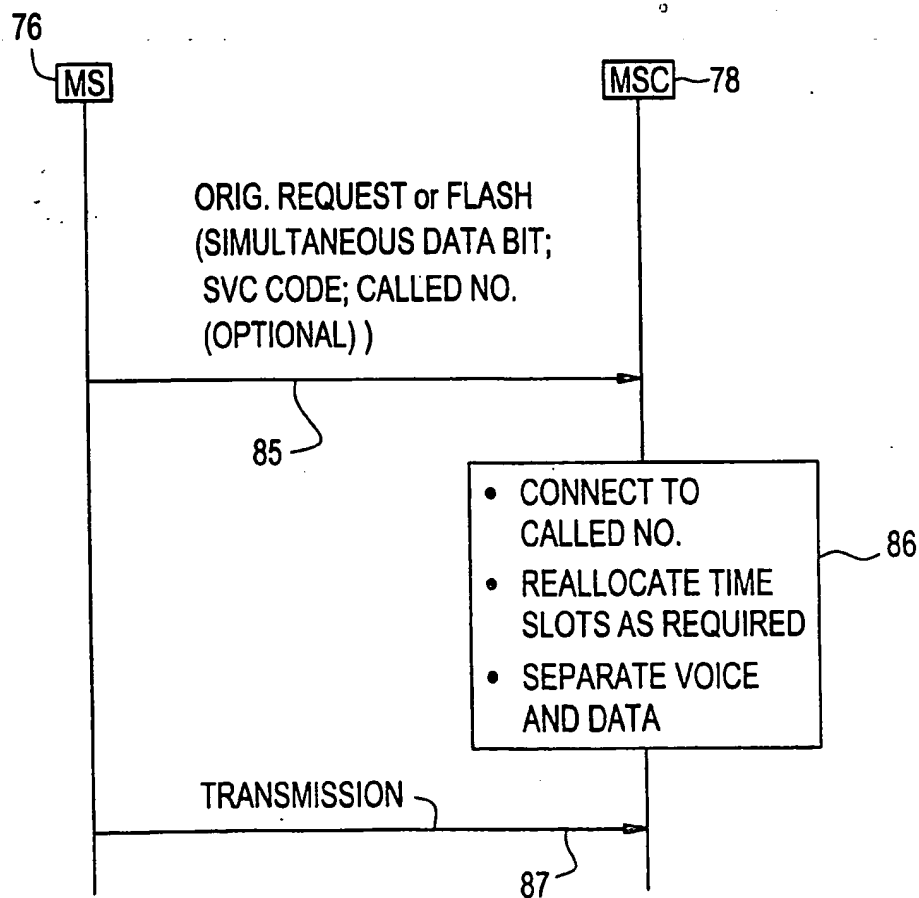 76
MS
MSC
78
ORIG. REQUEST or FLASH
(SIMULTANEOUS DATA BIT;
SVC CODE; CALLED NO.
(OPTIONAL) )
85
• CONNECT TO
CALLED NO.
• REALLOCATE TIME
SLOTS AS REQUIRED
• SEPARATE VOICE
AND DATA
86
TRANSMISSION
87